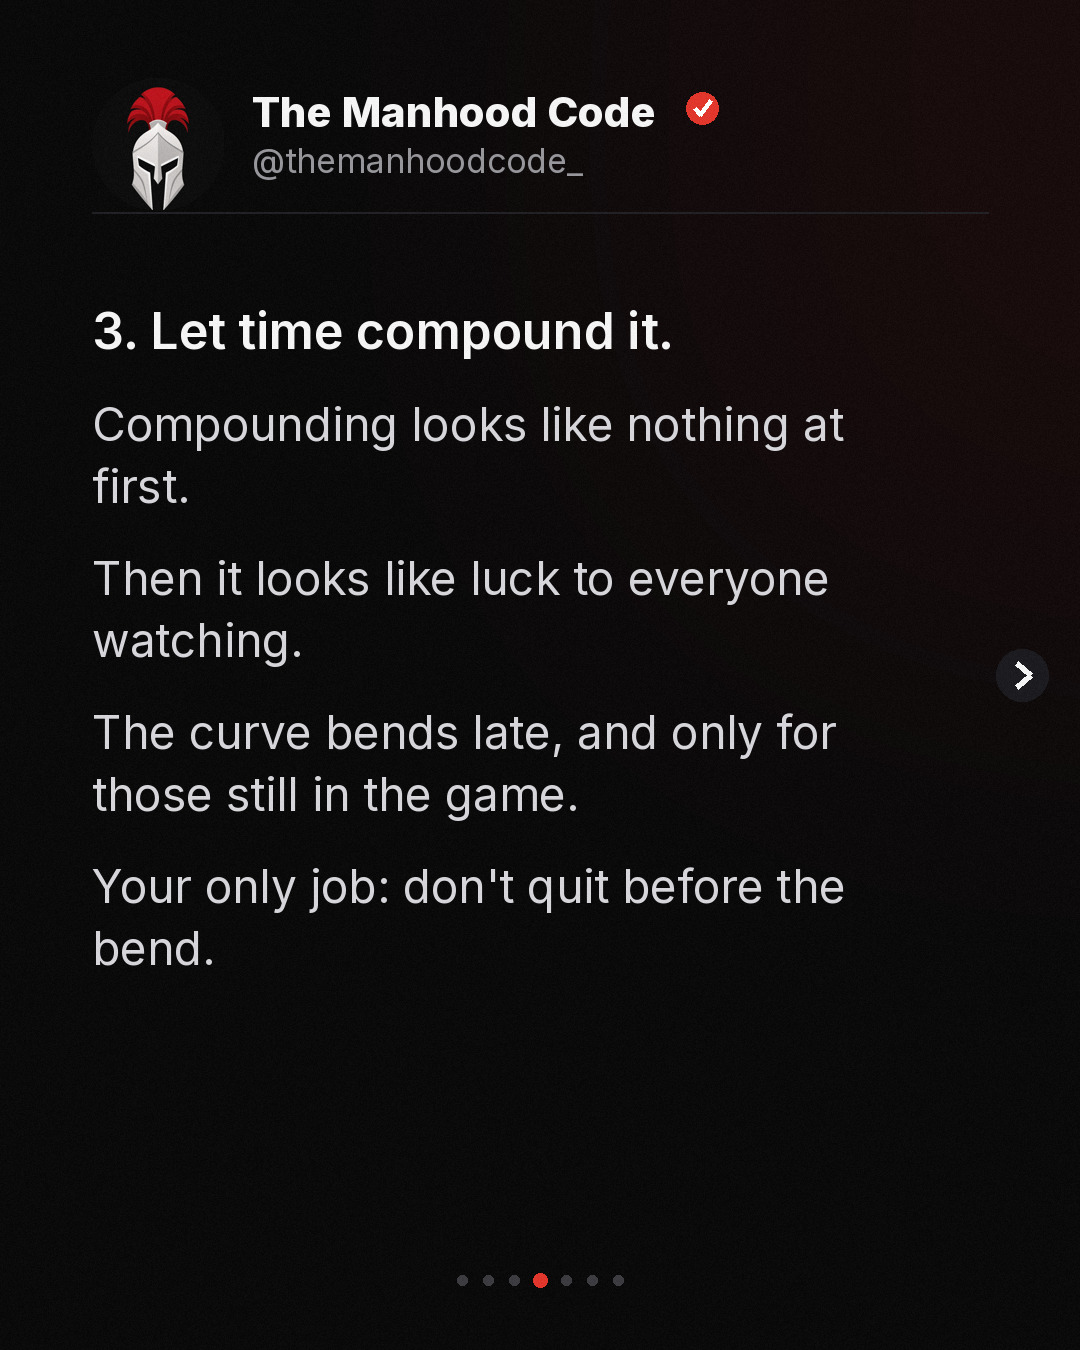 The Manhood Code
@themanhoodcode_
3. Let time compound it.
Compounding looks like nothing at
first.
Then it looks like luck to everyone
watching.
The curve bends late, and only for
those still in the game.
Your only job: don't quit before the
bend.